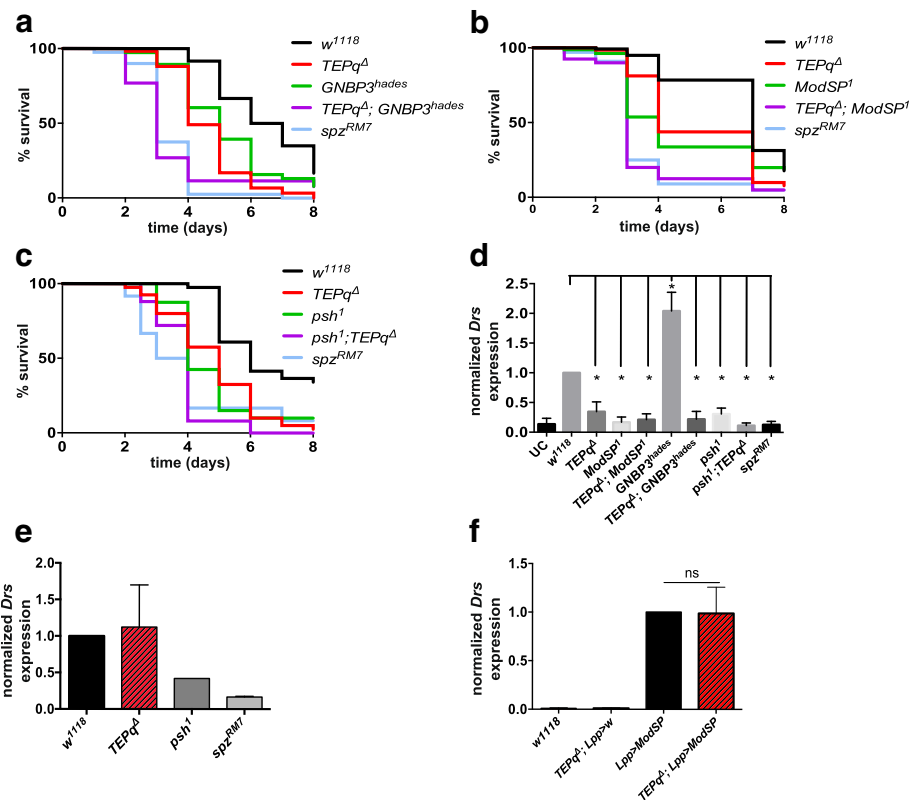 a
% survival
100
50
0
0
2
4
6
8
time (days)
w1118
TEPqΔ
GNBP3hades
TEPqΔ; GNBP3hades
spzRM7
b
% survival
100
50
0
0
2
4
6
8
time (days)
w1118
TEPqΔ
ModSP1
TEPqΔ; ModSP1
spzRM7
c
% survival
100
50
0
0
2
4
6
8
time (days)
w1118
TEPqΔ
psh1
psh1;TEPqΔ
spzRM7
d
normalized Drs
expression
2.5
2.0
1.5
1.0
0.5
0.0
* * * * * * * *
UC
w1118
TEPqΔ
ModSP1
TEPqΔ; ModSP1
GNBP3hades
TEPqΔ; GNBP3hades
psh1
psh1;TEPqΔ
spzRM7
e
normalized Drs
expression
2.0
1.5
1.0
0.5
0.0
w1118
TEPqΔ
psh1
spzRM7
f
normalized Drs
expression
1.5
1.0
0.5
0.0
ns
w1118
TEPqΔ; Lpp>w
Lpp>ModSP
TEPqΔ; Lpp>ModSP